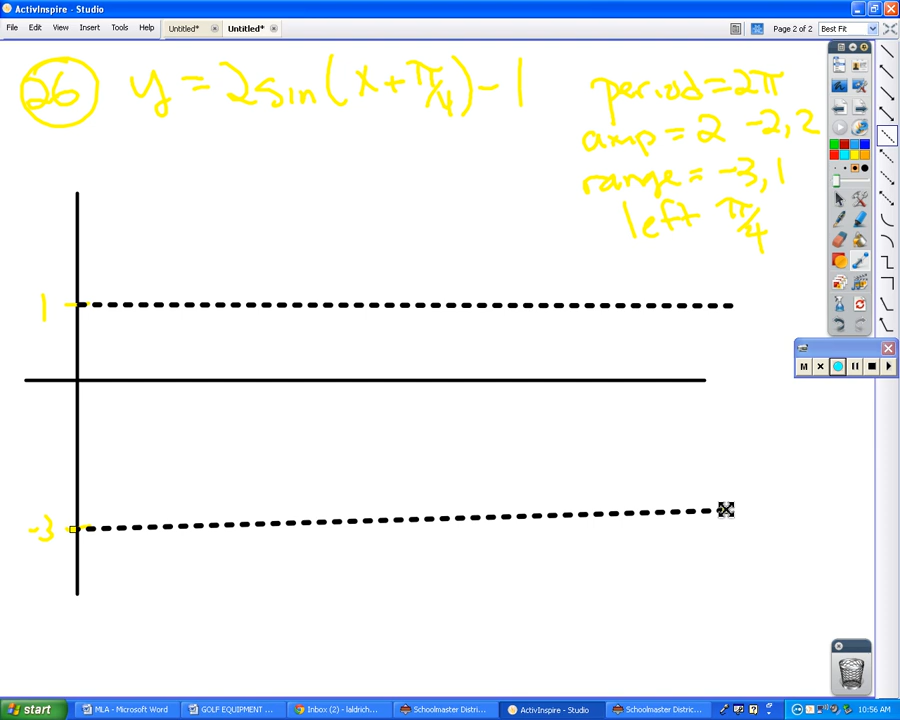 ActivInspire - Studio
File Edit View Insert Tools Help
Untitled* Untitled* Page 2 of 2 Best Fit
26 y = 2sin(x + π/4) - 1
period = 2π
amp = 2 -2, 2
range = -3, 1
left π/4
1
-3
M
start MLA - Microsoft Word GOLF EQUIPMENT ... Inbox (1) - laldrich... Schoolmaster Distri... ActivInspire - Studio Schoolmaster Distric... 10:56 AM